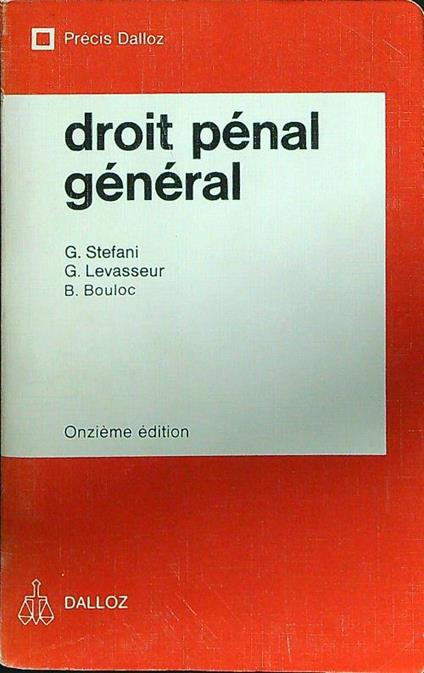 Précis Dalloz
droit pénal
général
G. Stefani
G. Levasseur
B. Bouloc
Onzième édition
DALLOZ